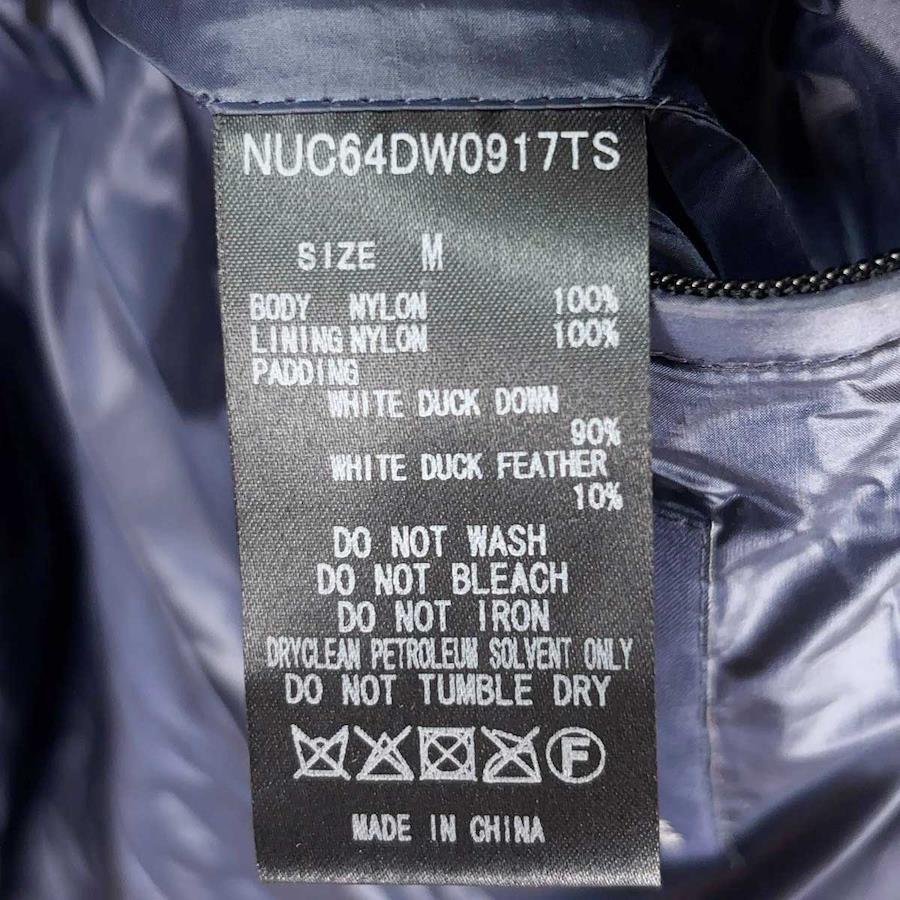 NUC64DW0917TS
SIZE M
BODY NYLON 100%
LINING NYLON 100%
PADDING
WHITE DUCK DOWN
90%
WHITE DUCK FEATHER
10%
DO NOT WASH
DO NOT BLEACH
DO NOT IRON
DRYCLEAN PETROLEUM SOLVENT ONLY
DO NOT TUMBLE DRY
F
MADE IN CHINA